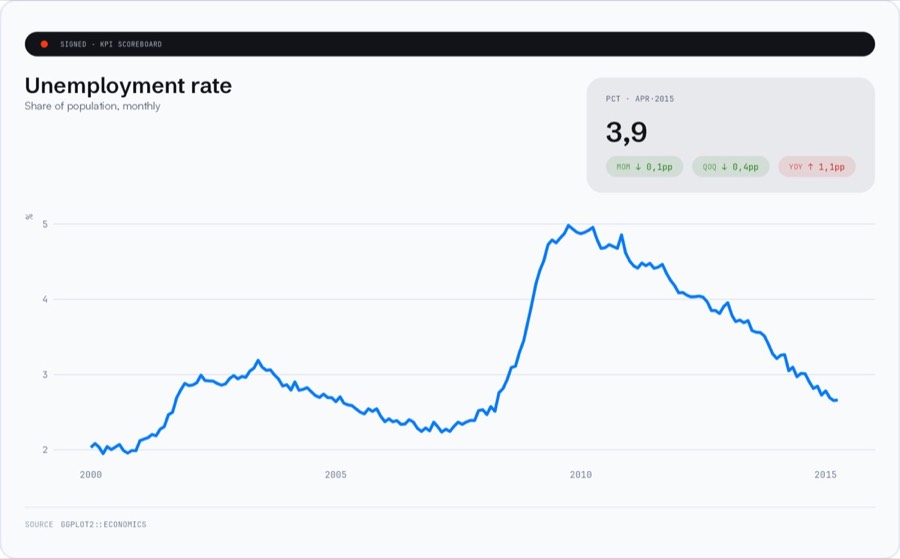 SIGNED · KPI SCOREBOARD
Unemployment rate
Share of population, monthly
PCT · APR·2015
3,9
MOM ↓ 0,1pp
QOQ ↓ 0,4pp
YOY ↑ 1,1pp
%
5
4
3
2
2000 2005 2010 2015
SOURCE GGPLOT2::ECONOMICS